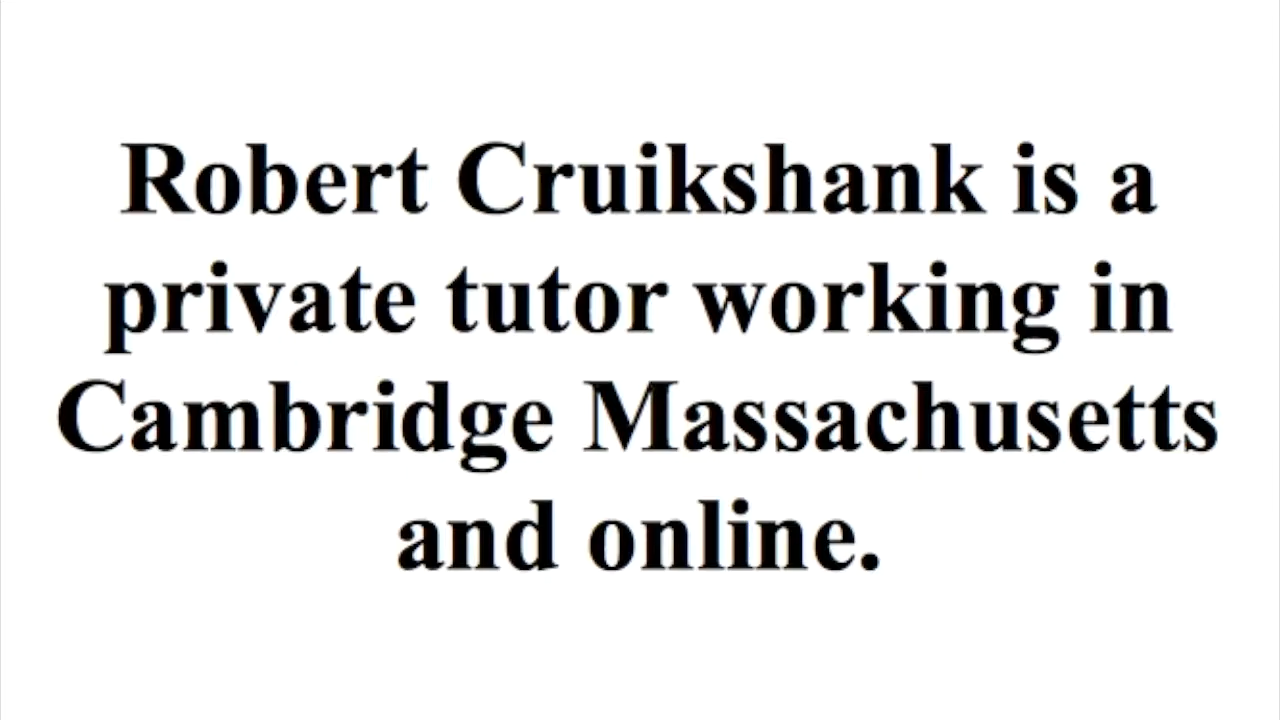 Robert Cruikshank is a
private tutor working in
Cambridge Massachusetts
and online.